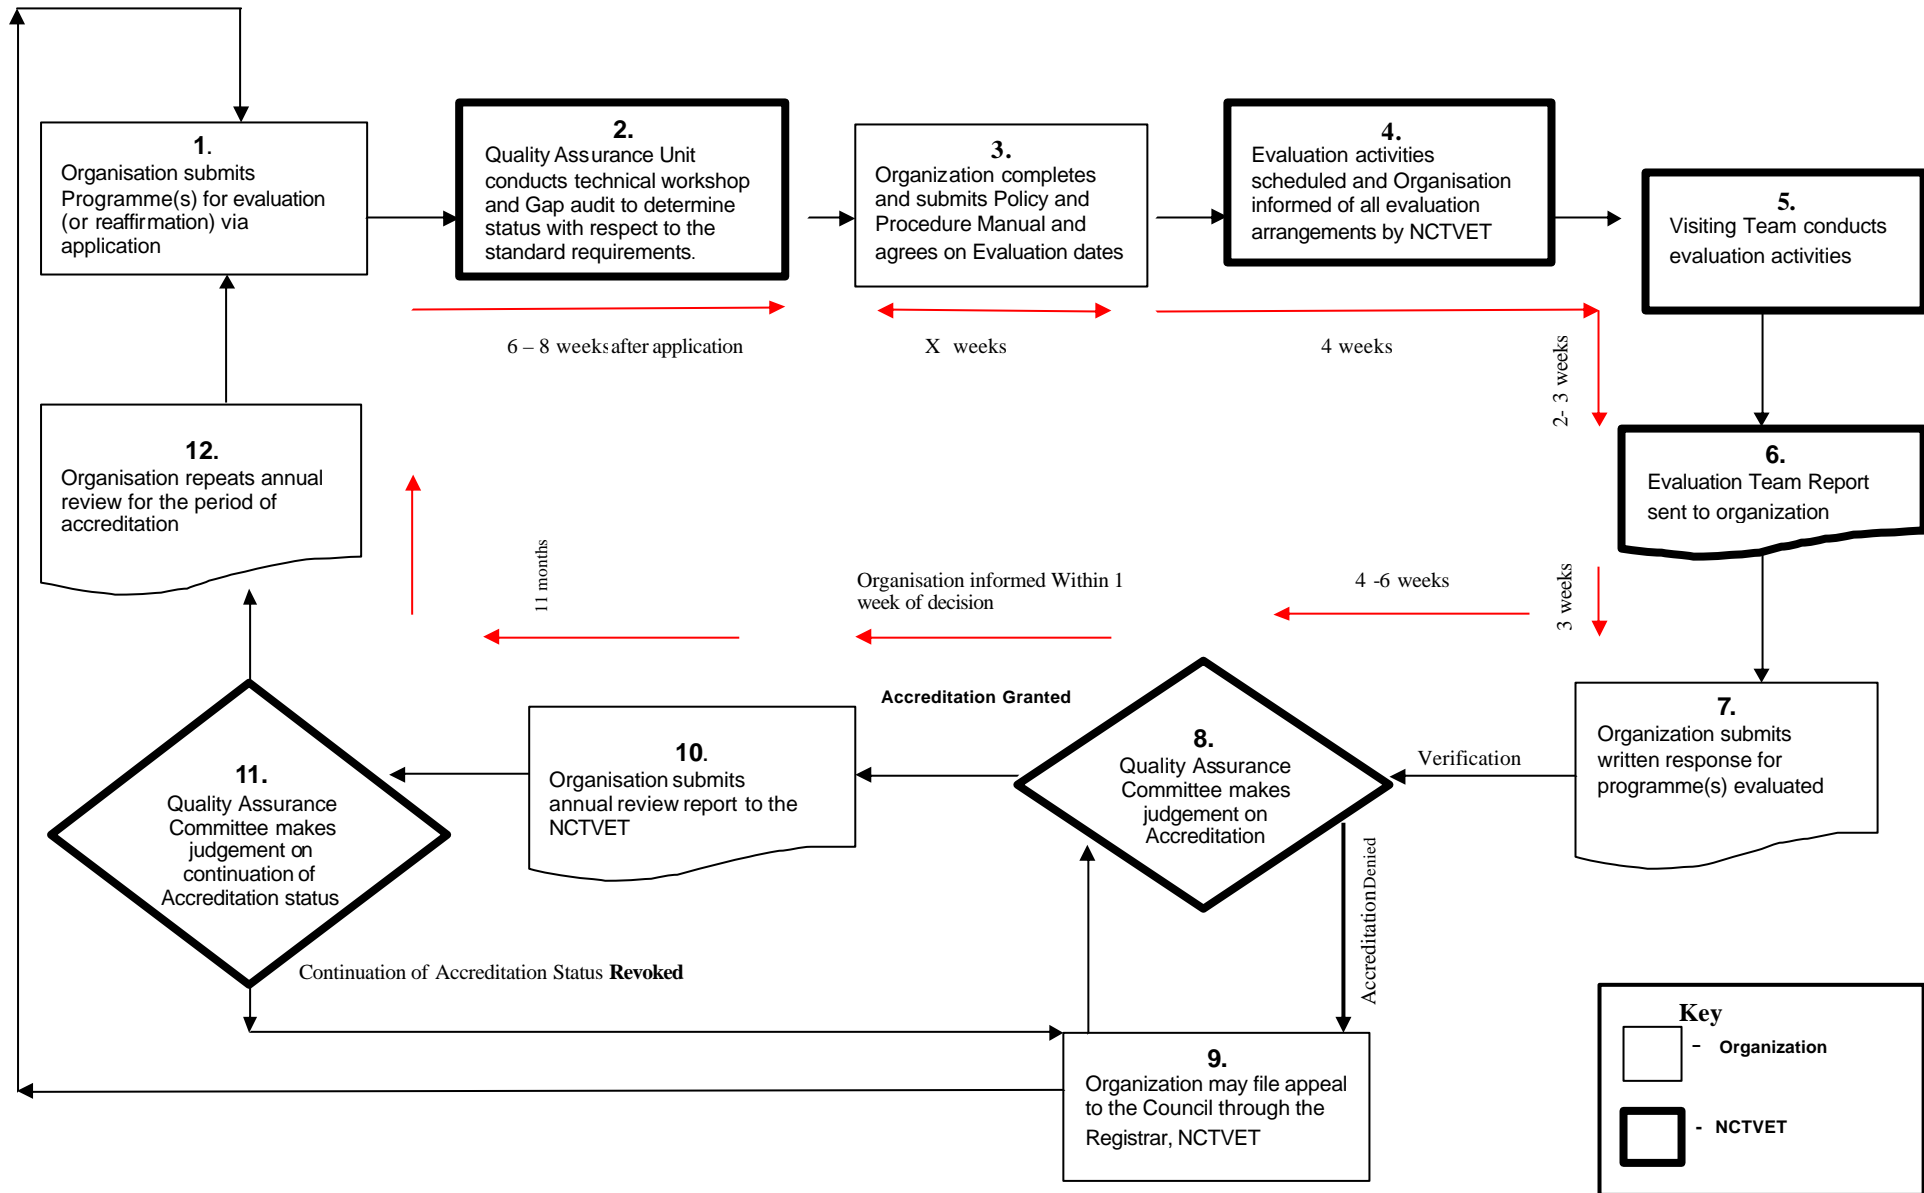 1.
Organisation submits
Programme(s) for evaluation
(or reaffirmation) via
application
2.
Quality Assurance Unit
conducts technical workshop
and Gap audit to determine
status with respect to the
standard requirements.
3.
Organization completes
and submits Policy and
Procedure Manual and
agrees on Evaluation dates
4.
Evaluation activities
scheduled and Organisation
informed of all evaluation
arrangements by NCTVET
5.
Visiting Team conducts
evaluation activities
6 – 8 weeks after application
X weeks
4 weeks
2- 3 weeks
12.
Organisation repeats annual
review for the period of
accreditation
6.
Evaluation Team Report
sent to organization
11 months
Organisation informed Within 1
week of decision
4 -6 weeks
3 weeks
Accreditation Granted
7.
Organization submits
written response for
programme(s) evaluated
Verification
8.
Quality Assurance
Committee makes
judgement on
Accreditation
10.
Organisation submits
annual review report to the
NCTVET
11.
Quality Assurance
Committee makes
judgement on
continuation of
Accreditation status
Accreditation Denied
Continuation of Accreditation Status Revoked
9.
Organization may file appeal
to the Council through the
Registrar, NCTVET
Key
- Organization
- NCTVET